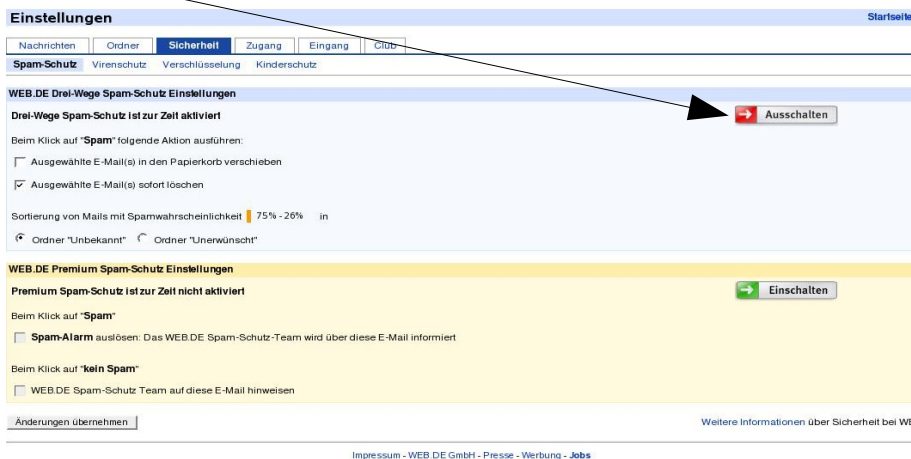 Einstellungen Startseite
Nachrichten Ordner Sicherheit Zugang Eingang Club
Spam-Schutz Virenschutz Verschlüsselung Kinderschutz
WEB.DE Drei-Wege Spam-Schutz Einstellungen
Drei-Wege Spam-Schutz ist zur Zeit aktiviert Ausschalten
Beim Klick auf "Spam" folgende Aktion ausführen:
Ausgewählte E-Mail(s) in den Papierkorb verschieben
Ausgewählte E-Mail(s) sofort löschen
Sortierung von Mails mit Spamwahrscheinlichkeit 75% - 26% in
Ordner "Unbekannt" Ordner "Unerwünscht"
WEB.DE Premium Spam-Schutz Einstellungen
Premium Spam-Schutz ist zur Zeit nicht aktiviert Einschalten
Beim Klick auf "Spam"
Spam-Alarm auslösen: Das WEB.DE Spam-Schutz-Team wird über diese E-Mail informiert
Beim Klick auf "kein Spam"
WEB.DE Spam-Schutz Team auf diese E-Mail hinweisen
Änderungen übernehmen Weitere Informationen über Sicherheit bei WE
Impressum - WEB.DE GmbH - Presse - Werbung - Jobs